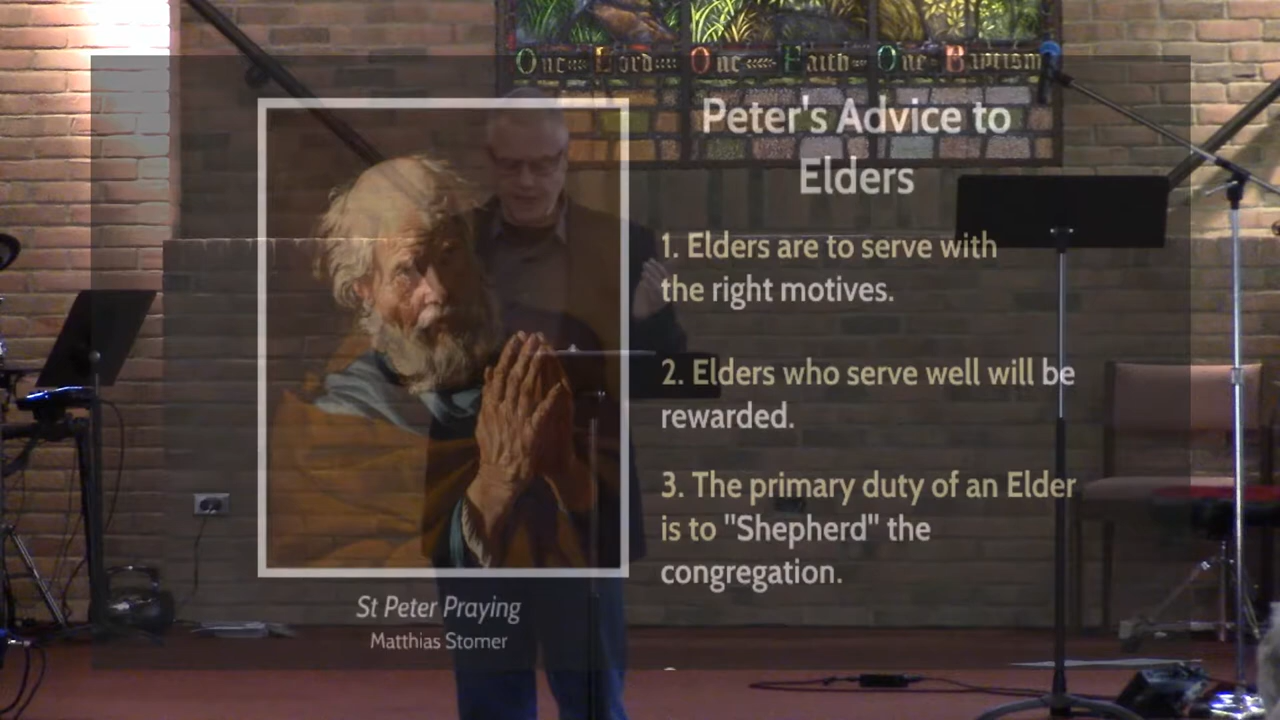 One Lord One Faith One Baptism
Peter's Advice to
Elders
1. Elders are to serve with
the right motives.
2. Elders who serve well will be
rewarded.
3. The primary duty of an Elder
is to "Shepherd" the
congregation.
St Peter Praying
Matthias Stomer